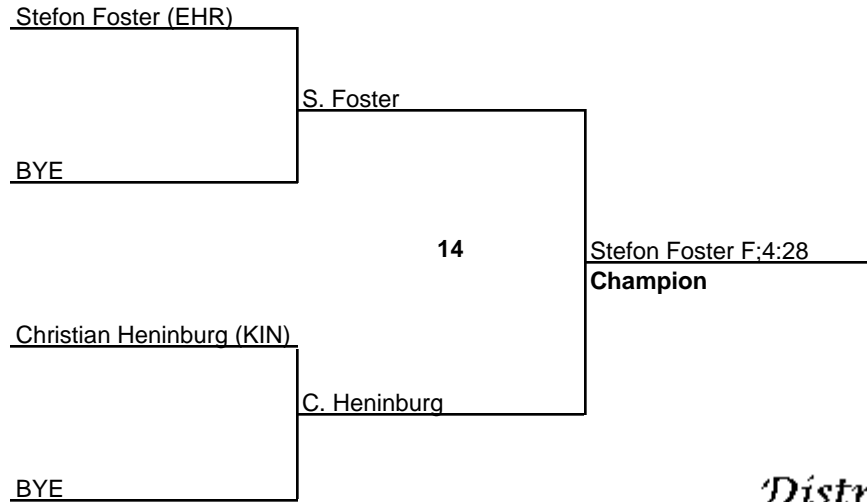 Stefon Foster (EHR)
S. Foster
BYE
14
Stefon Foster F;4:28
Champion
Christian Heninburg (KIN)
C. Heninburg
BYE